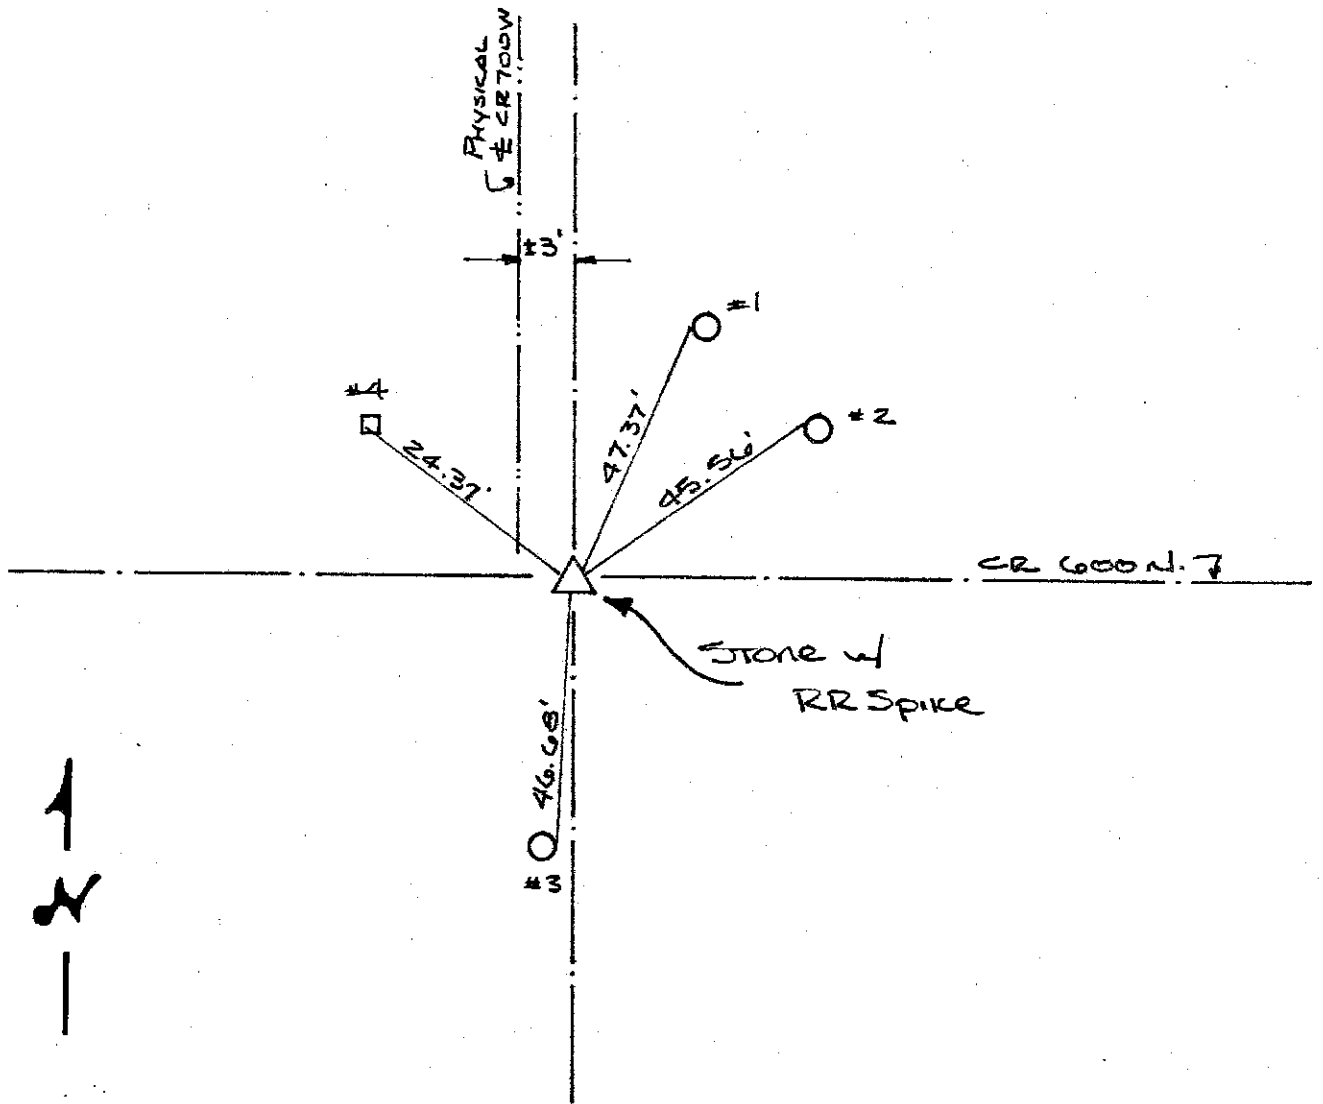 PHYSICAL
℄ CR 700W
±3'
#1
#4
#2
47.37'
24.37'
45.56'
CR 600 N.
STONE w/
RR SPIKE
46.68'
#3
N